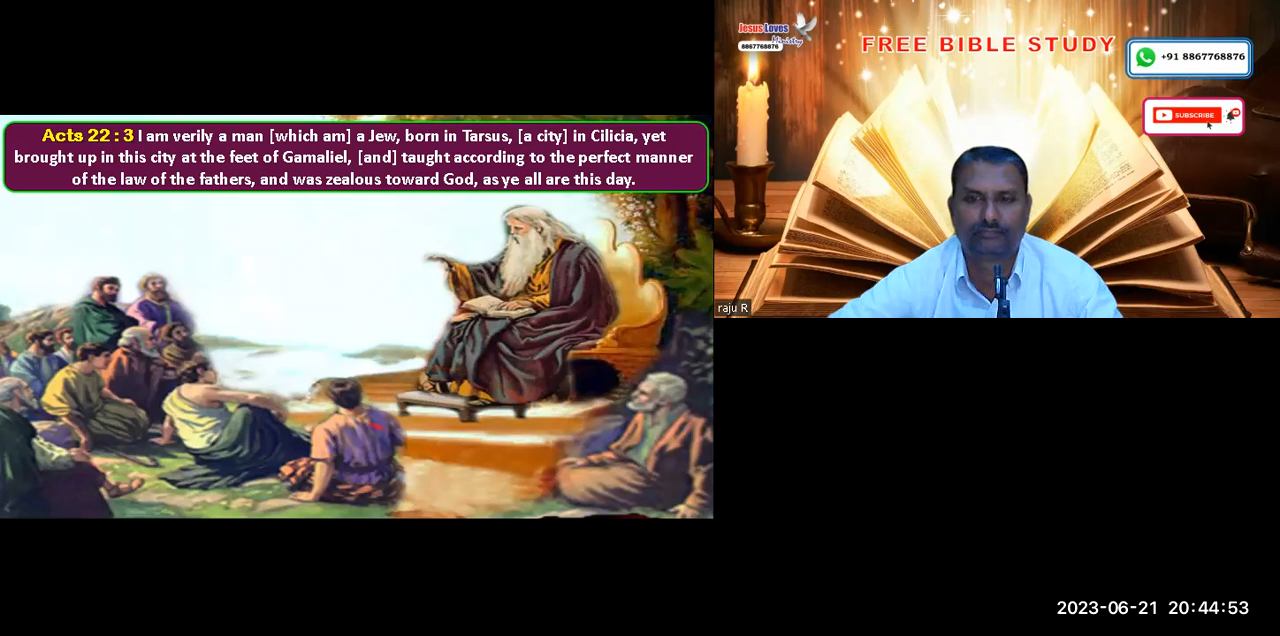 Acts 22 : 3 I am verily a man [which am] a Jew, born in Tarsus, [a city] in Cilicia, yet
brought up in this city at the feet of Gamaliel, [and] taught according to the perfect manner
of the law of the fathers, and was zealous toward God, as ye all are this day.
Jesus Loves
Ministry
8867768876
FREE BIBLE STUDY
+91 8867768876
SUBSCRIBE
raju R
2023-06-21 20:44:53